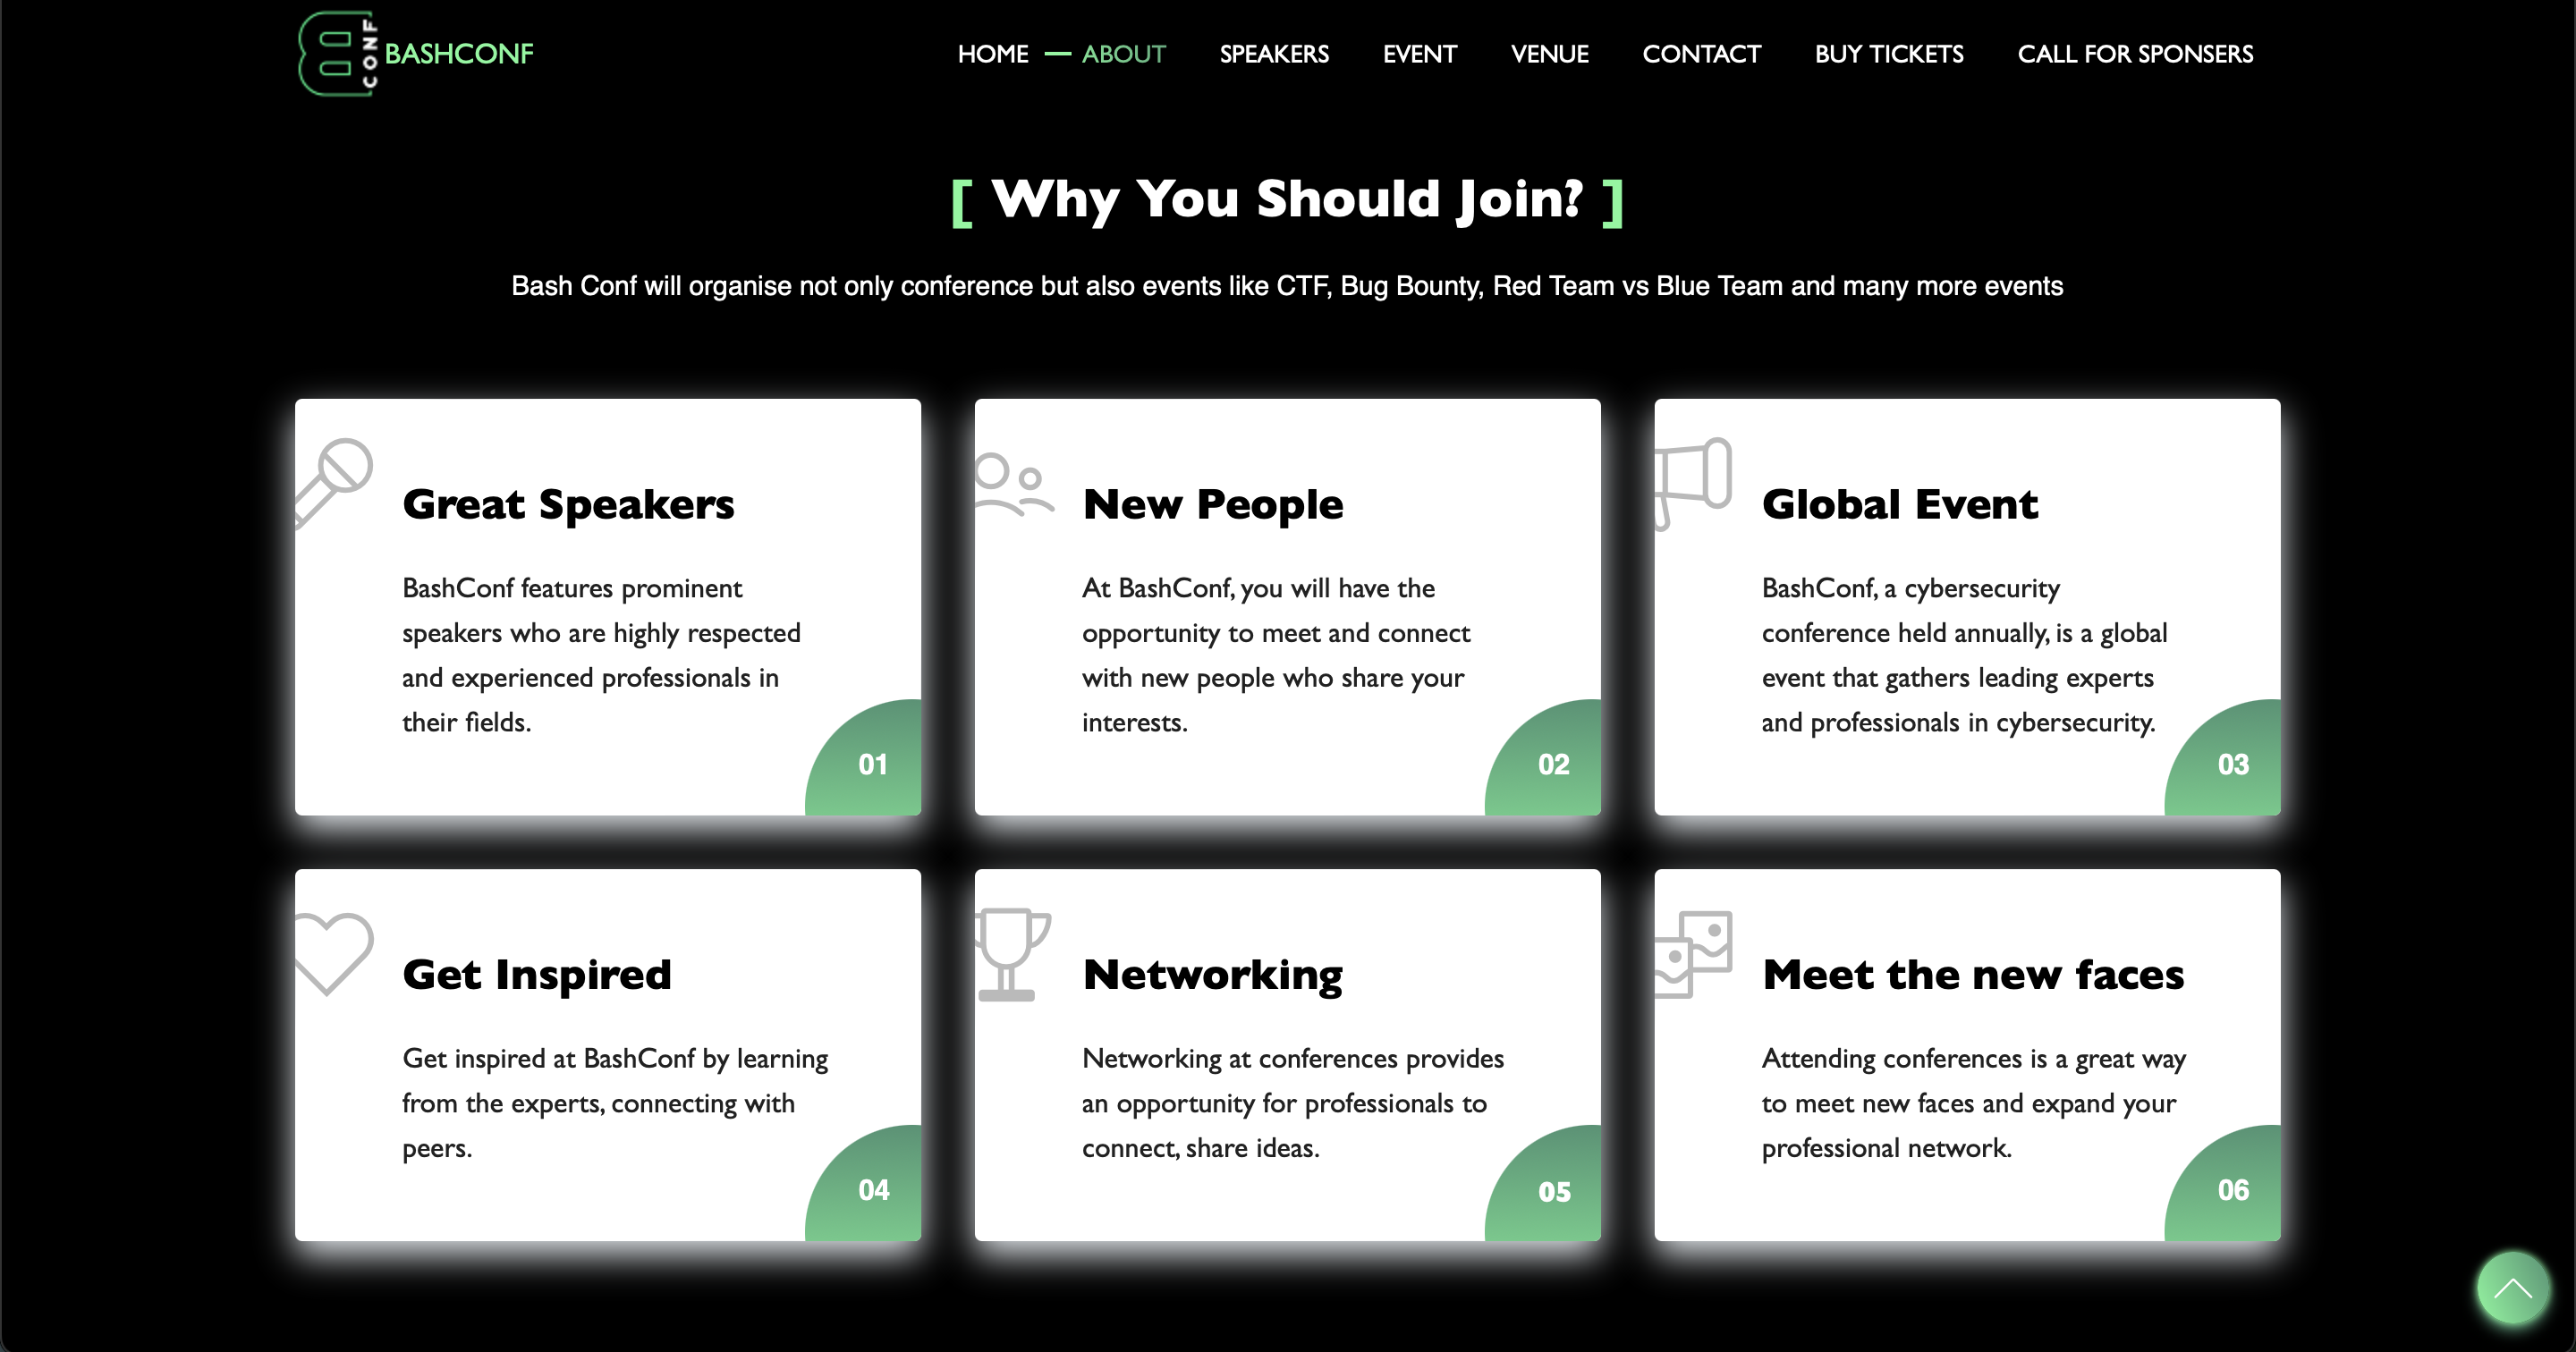 CONF
BASHCONF
HOME
ABOUT
SPEAKERS
EVENT
VENUE
CONTACT
BUY TICKETS
CALL FOR SPONSERS
[ Why You Should Join? ]
Bash Conf will organise not only conference but also events like CTF, Bug Bounty, Red Team vs Blue Team and many more events
Great Speakers
BashConf features prominent
speakers who are highly respected
and experienced professionals in
their fields.
01
New People
At BashConf, you will have the
opportunity to meet and connect
with new people who share your
interests.
02
Global Event
BashConf, a cybersecurity
conference held annually, is a global
event that gathers leading experts
and professionals in cybersecurity.
03
Get Inspired
Get inspired at BashConf by learning
from the experts, connecting with
peers.
04
Networking
Networking at conferences provides
an opportunity for professionals to
connect, share ideas.
05
Meet the new faces
Attending conferences is a great way
to meet new faces and expand your
professional network.
06